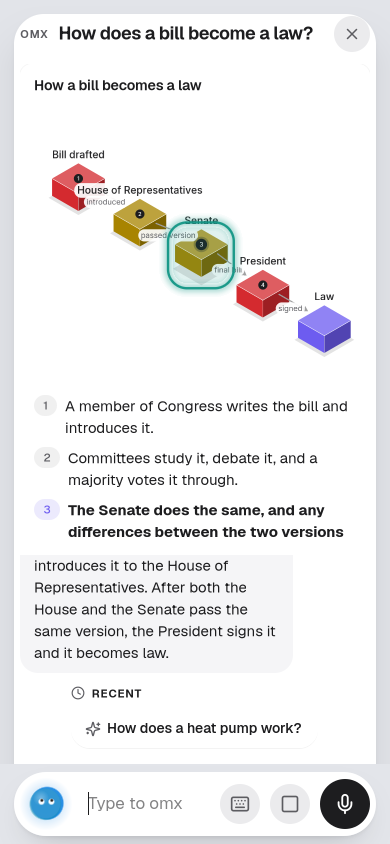 OMX How does a bill become a law?
How a bill becomes a law
Bill drafted
1
House of Representatives
introduced
2
Senate
passed version
3
final bill
President
4
signed
Law
1 A member of Congress writes the bill and
introduces it.
2 Committees study it, debate it, and a
majority votes it through.
3 The Senate does the same, and any
differences between the two versions
introduces it to the House of
Representatives. After both the
House and the Senate pass the
same version, the President signs it
and it becomes law.
RECENT
How does a heat pump work?
Type to omx